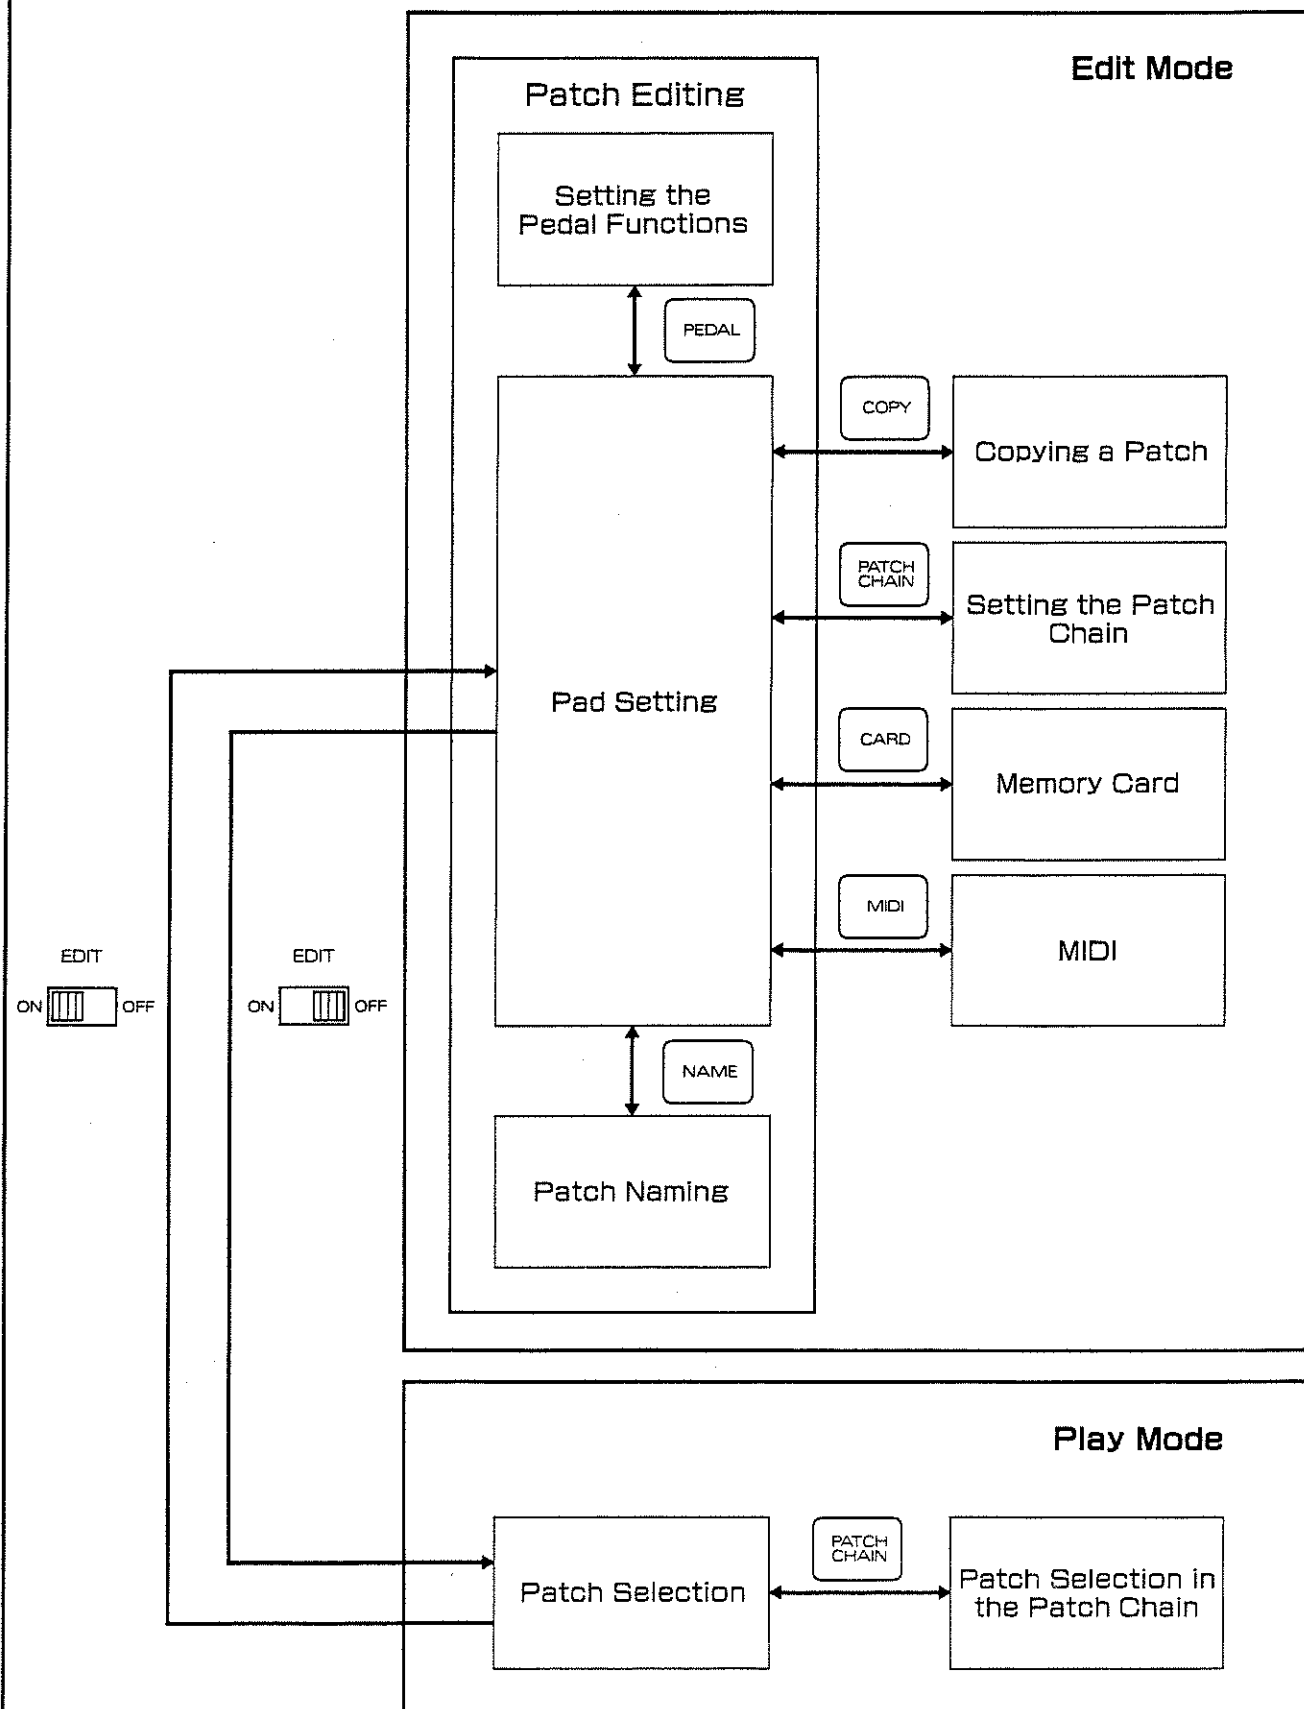 Edit Mode
Patch Editing
Setting the
Pedal Functions
PEDAL
COPY
Copying a Patch
PATCH
CHAIN
Setting the Patch
Chain
Pad Setting
CARD
Memory Card
MIDI
MIDI
EDIT
ON
OFF
EDIT
ON
OFF
NAME
Patch Naming
Play Mode
Patch Selection
PATCH
CHAIN
Patch Selection in
the Patch Chain